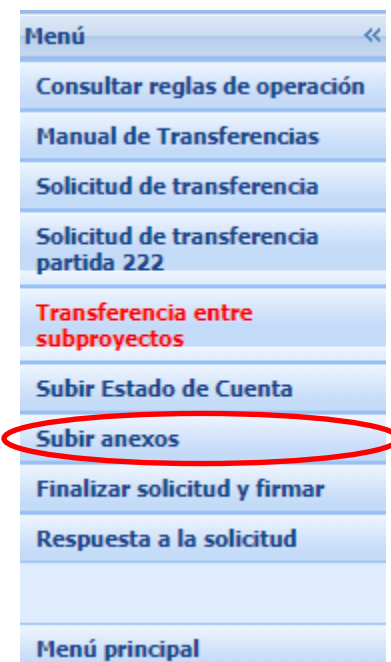 Menú «
Consultar reglas de operación
Manual de Transferencias
Solicitud de transferencia
Solicitud de transferencia
partida 222
Transferencia entre
subproyectos
Subir Estado de Cuenta
Subir anexos
Finalizar solicitud y firmar
Respuesta a la solicitud
Menú principal